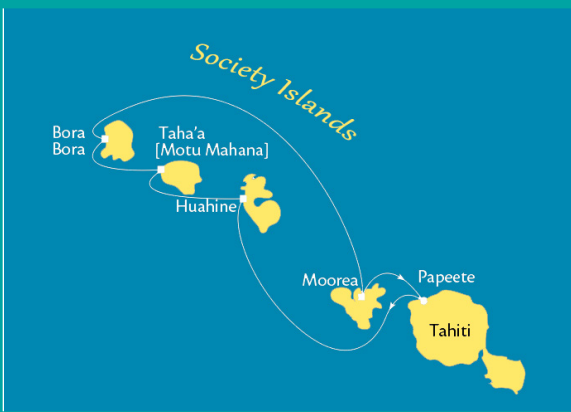 Society Islands
Bora
Bora
Taha'a
[Motu Mahana]
Huahine
Moorea
Papeete
Tahiti